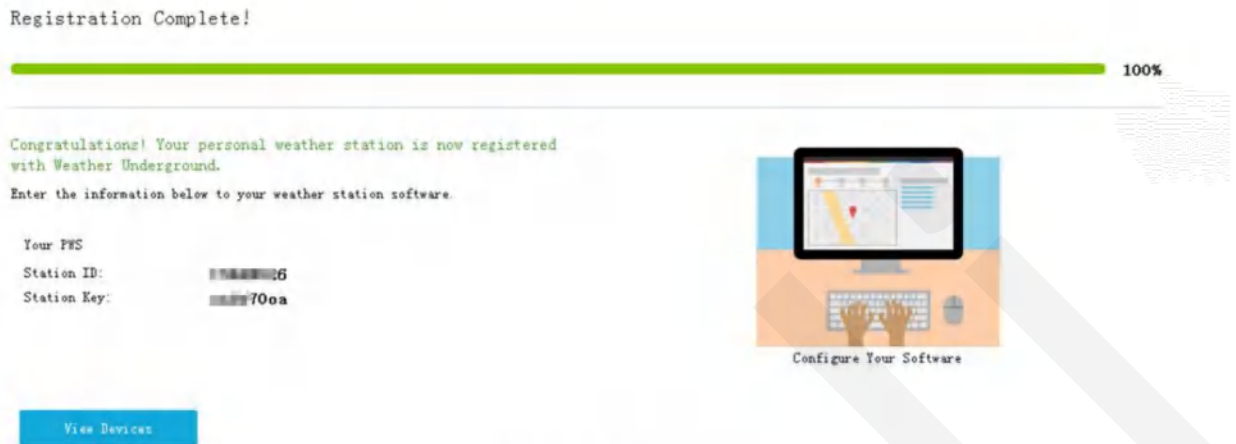 Registration Complete!
100%
Congratulations! Your personal weather station is now registered
with Weather Underground.
Enter the information below to your weather station software.
Your PWS
Station ID: 6
Station Key: 70oa
Configure Your Software
View Devices